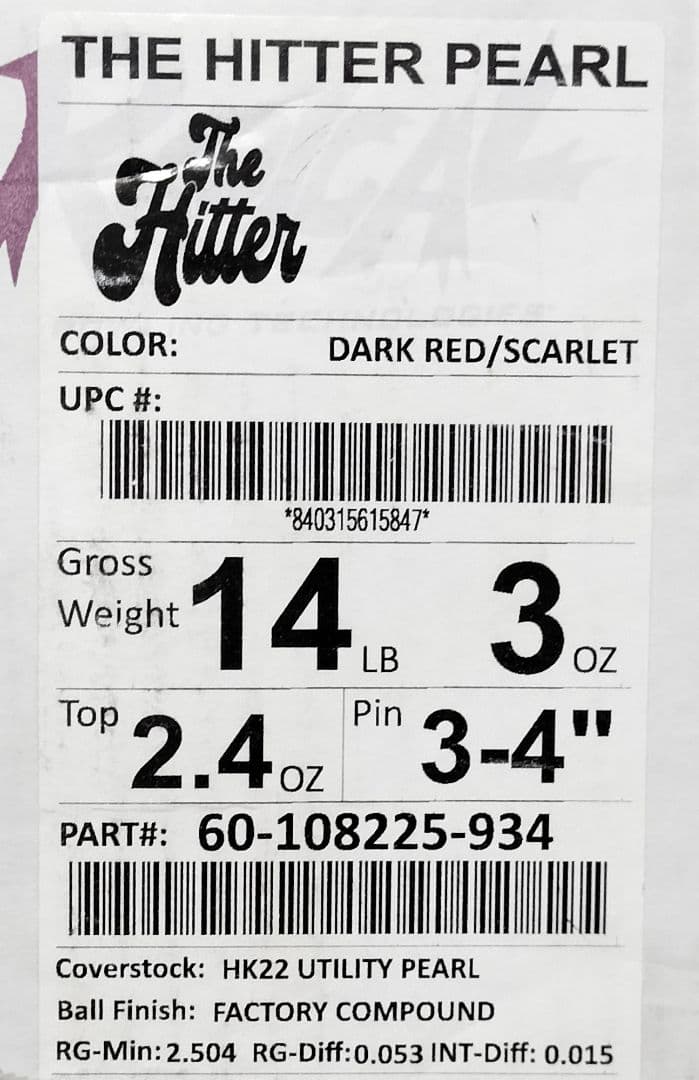 THE HITTER PEARL
The
Hitter
COLOR: DARK RED/SCARLET
UPC #:
*840315615847*
Gross
Weight 14 LB 3 OZ
Top 2.4 OZ Pin 3-4"
PART#: 60-108225-934
Coverstock: HK22 UTILITY PEARL
Ball Finish: FACTORY COMPOUND
RG-Min: 2.504 RG-Diff:0.053 INT-Diff: 0.015